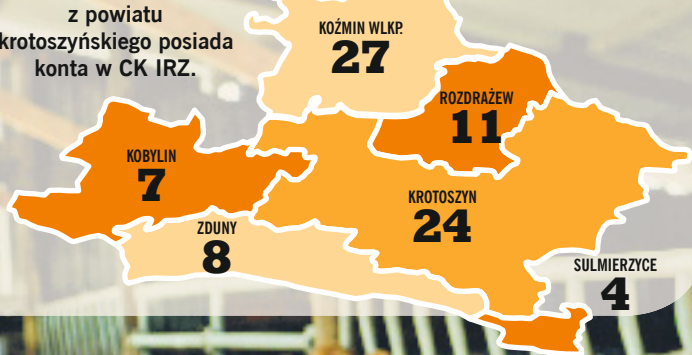 z powiatu
krotoszyńskiego posiada
konta w CK IRZ.
KOŹMIN WLKP.
27
ROZDRAŻEW
11
KOBYLIN
7
KROTOSZYN
24
ZDUNY
8
SULMIERZYCE
4